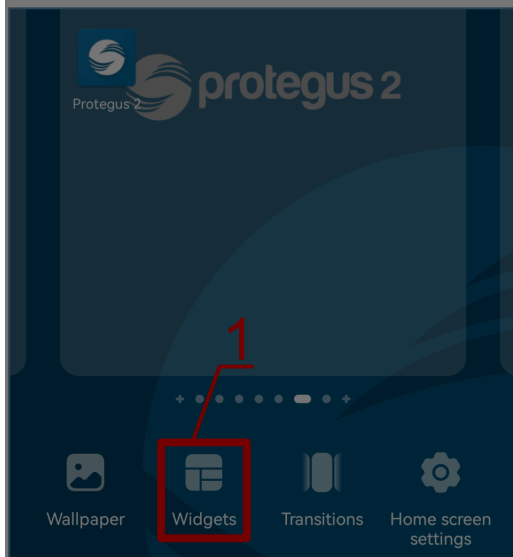 protegus 2
Protegus 2
1
Wallpaper
Widgets
Transitions
Home screen
settings